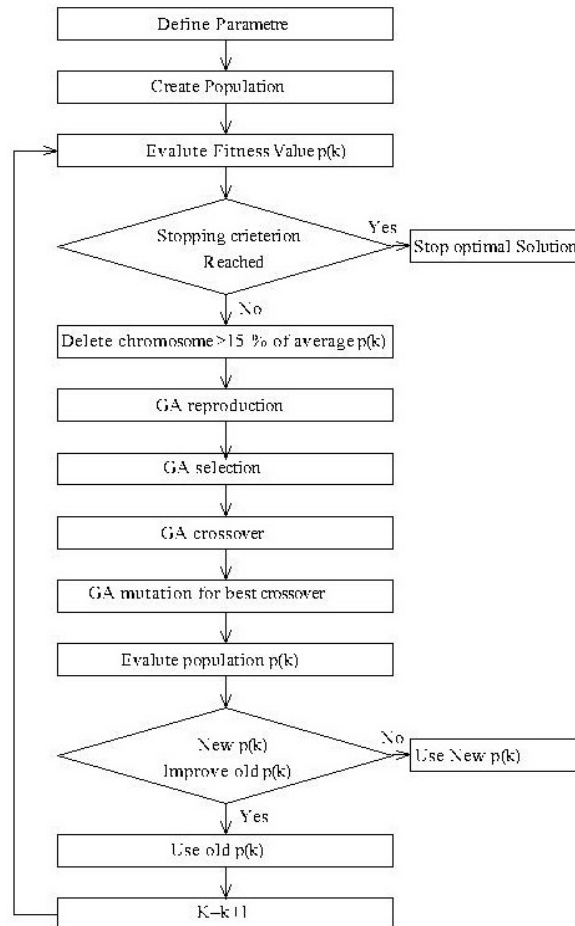 Define Parametre
Create Population
Evalute Fitness Value p(k)
Stopping crieterion
Reached
Yes
Stop optimal Solution
No
Delete chromosome >15 % of average p(k)
GA reproduction
GA selection
GA crossover
GA mutation for best crossover
Evalute population p(k)
New p(k)
Improve old p(k)
No
Use New p(k)
Yes
Use old p(k)
K–k+1